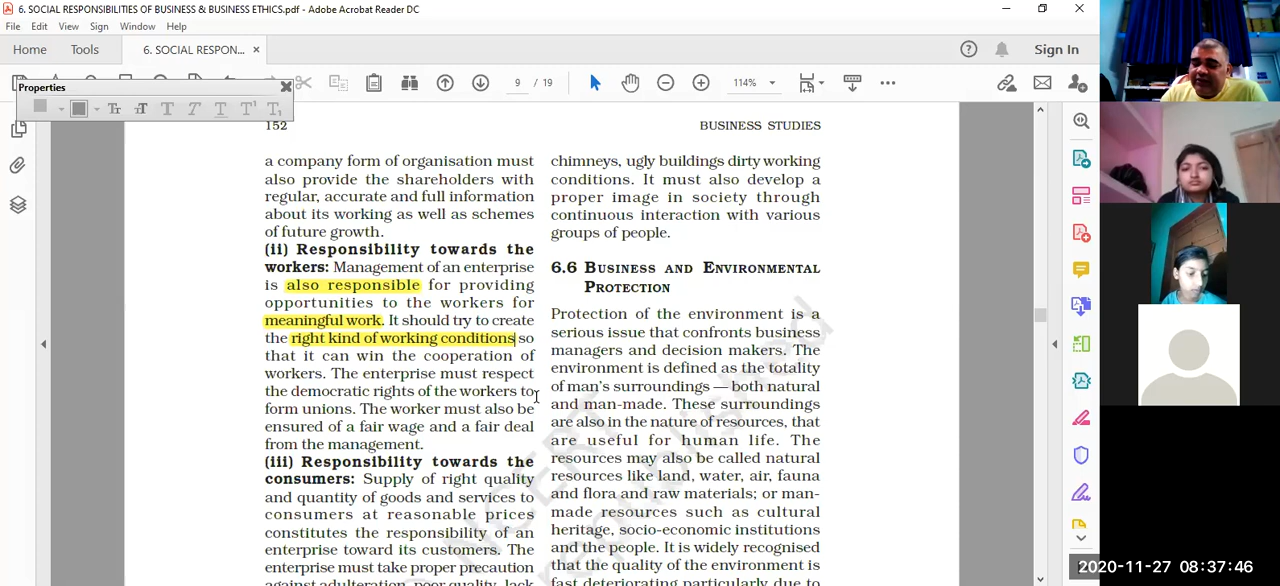 6. SOCIAL RESPONSIBILITIES OF BUSINESS & BUSINESS ETHICS.pdf - Adobe Acrobat Reader DC
File Edit View Sign Window Help
Home Tools 6. SOCIAL RESPON... × Sign In
9 / 19 114%
Properties
152 BUSINESS STUDIES
a company form of organisation must
also provide the shareholders with
regular, accurate and full information
about its working as well as schemes
of future growth.
(ii) Responsibility towards the
workers: Management of an enterprise
is also responsible for providing
opportunities to the workers for
meaningful work. It should try to create
the right kind of working conditions so
that it can win the cooperation of
workers. The enterprise must respect
the democratic rights of the workers to
form unions. The worker must also be
ensured of a fair wage and a fair deal
from the management.
(iii) Responsibility towards the
consumers: Supply of right quality
and quantity of goods and services to
consumers at reasonable prices
constitutes the responsibility of an
enterprise toward its customers. The
enterprise must take proper precaution
against adulteration, poor quality, lack
chimneys, ugly buildings dirty working
conditions. It must also develop a
proper image in society through
continuous interaction with various
groups of people.
6.6 BUSINESS AND ENVIRONMENTAL
PROTECTION
Protection of the environment is a
serious issue that confronts business
managers and decision makers. The
environment is defined as the totality
of man's surroundings — both natural
and man-made. These surroundings
are also in the nature of resources, that
are useful for human life. The
resources may also be called natural
resources like land, water, air, fauna
and flora and raw materials; or man-
made resources such as cultural
heritage, socio-economic institutions
and the people. It is widely recognised
that the quality of the environment is
fast deteriorating particularly due to
2020-11-27 08:37:46